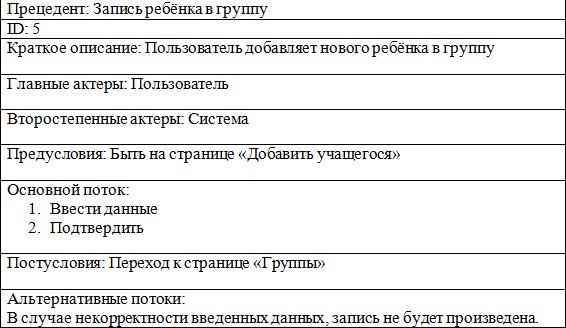 Прецедент: Запись ребёнка в группу
ID: 5
Краткое описание: Пользователь добавляет нового ребёнка в группу
Главные актеры: Пользователь
Второстепенные актеры: Система
Предусловия: Быть на странице «Добавить учащегося»
Основной поток:
1. Ввести данные
2. Подтвердить
Постусловия: Переход к странице «Группы»
Альтернативные потоки:
В случае некорректности введенных данных, запись не будет произведена.